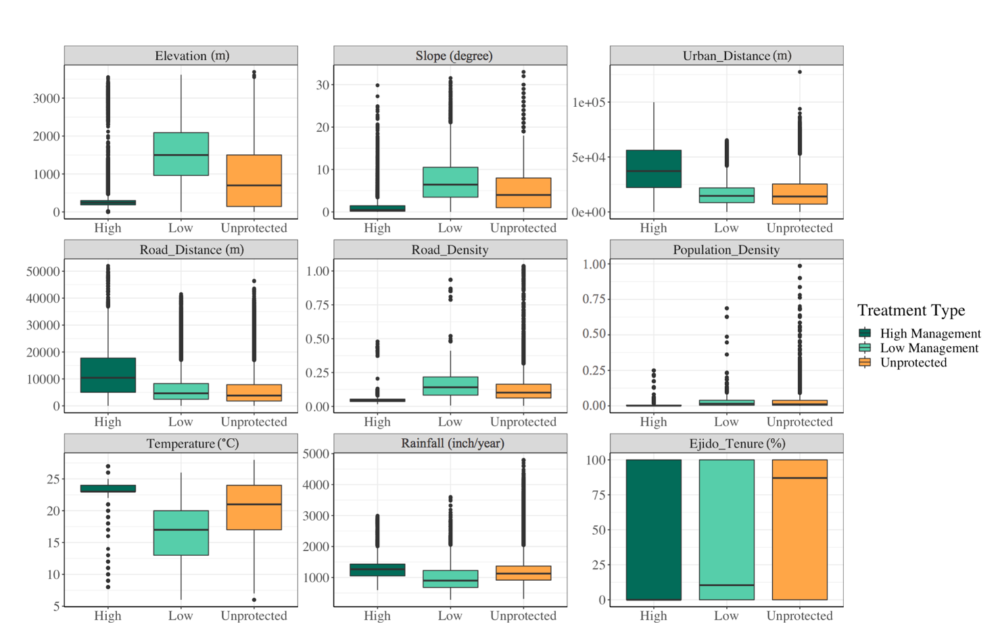 Elevation (m)
Slope (degree)
Urban_Distance (m)
3000
2000
1000
0
High Low Unprotected
30
20
10
0
High Low Unprotected
1e+05
5e+04
0e+00
High Low Unprotected
Road_Distance (m)
Road_Density
Population_Density
50000
40000
30000
20000
10000
0
High Low Unprotected
1.00
0.75
0.50
0.25
0.00
High Low Unprotected
1.00
0.75
0.50
0.25
0.00
High Low Unprotected
Treatment Type
High Management
Low Management
Unprotected
Temperature (°C)
Rainfall (inch/year)
Ejido_Tenure (%)
25
20
15
10
5
High Low Unprotected
5000
4000
3000
2000
1000
High Low Unprotected
100
75
50
25
0
High Low Unprotected